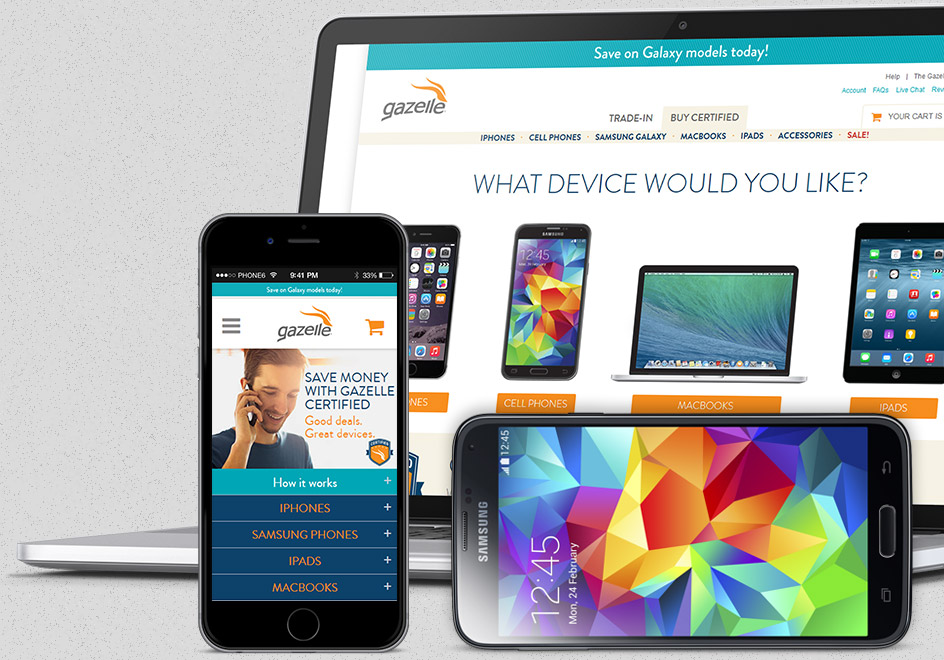 Save on Galaxy models today!
Help | The Gazel
Account FAQs Live Chat Rev
gazelle
TRADE-IN BUY CERTIFIED
YOUR CART IS
IPHONES · CELL PHONES · SAMSUNG GALAXY · MACBOOKS · IPADS · ACCESSORIES · SALE!
WHAT DEVICE WOULD YOU LIKE?
SAMSUNG
12:45
NES
CELL PHONES
MACBOOKS
IPADS
PHONE6 9:41 PM 33%
Save on Galaxy models today!
gazelle
SAVE MONEY
WITH GAZELLE
CERTIFIED
Good deals.
Great devices.
CERTIFIED
How it works +
IPHONES +
SAMSUNG PHONES +
IPADS +
MACBOOKS +
12:45
SAMSUNG
12:45
Mon, 24 February